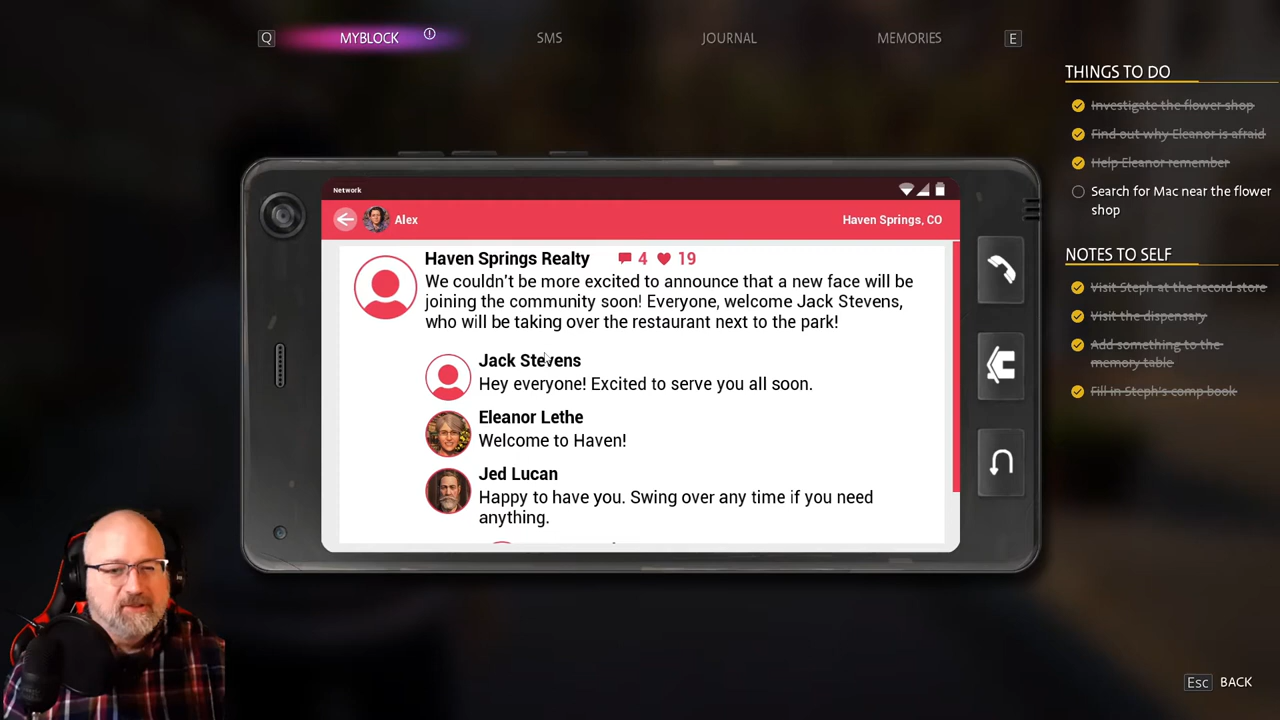 Q MYBLOCK SMS JOURNAL MEMORIES E
THINGS TO DO
Investigate the flower shop
Find out why Eleanor is afraid
Help Eleanor remember
Search for Mac near the flower
shop
NOTES TO SELF
Visit Steph at the record store
Visit the dispensary
Add something to the
memory table
Fill in Steph's comp book
Network
Alex Haven Springs, CO
Haven Springs Realty 4 19
We couldn't be more excited to announce that a new face will be
joining the community soon! Everyone, welcome Jack Stevens,
who will be taking over the restaurant next to the park!
Jack Stevens
Hey everyone! Excited to serve you all soon.
Eleanor Lethe
Welcome to Haven!
Jed Lucan
Happy to have you. Swing over any time if you need
anything.
Esc BACK